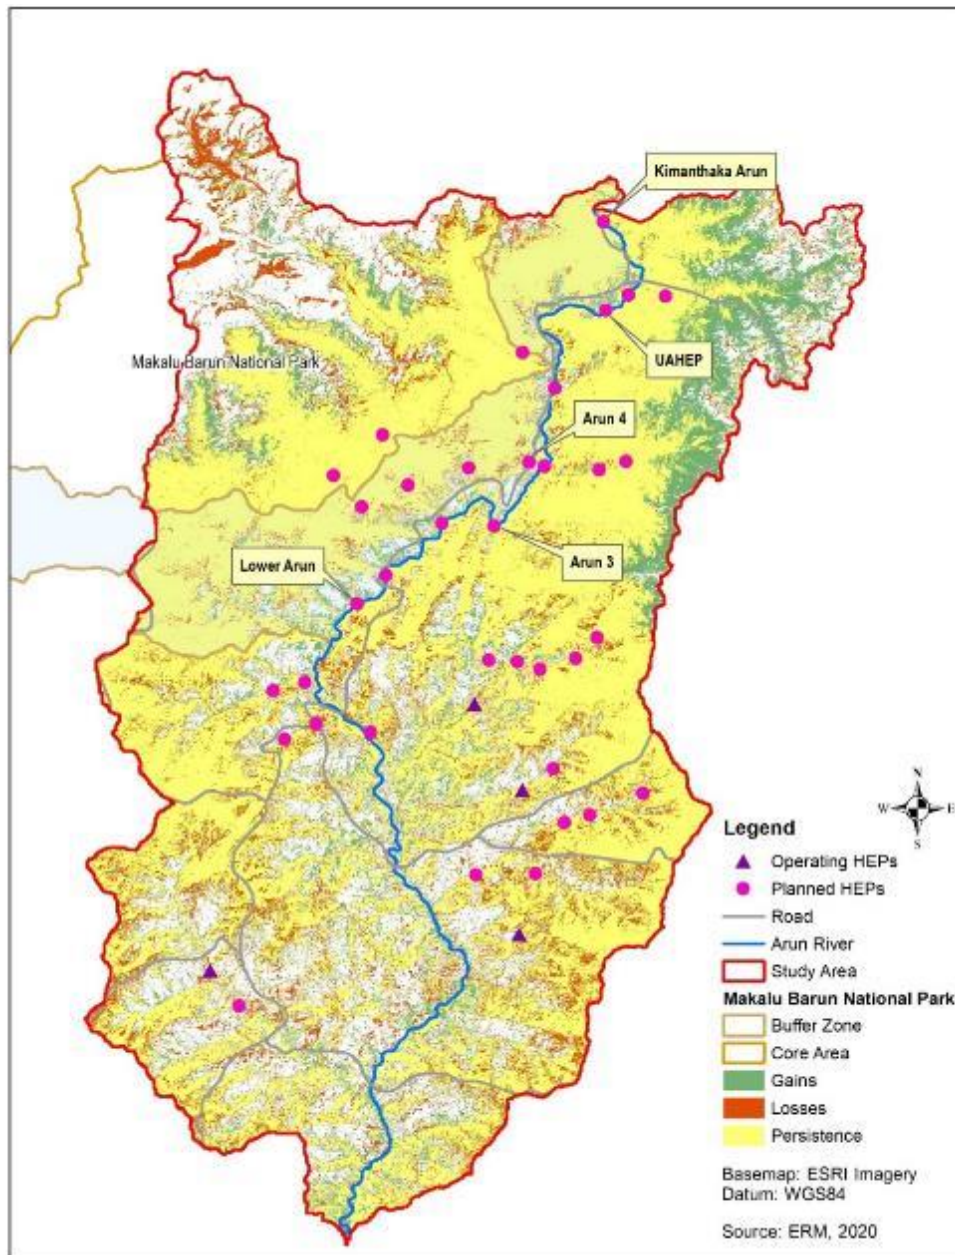 Kimanthaka Arun
Makalu Barun National Park
UAHEP
Arun 4
Lower Arun
Arun 3
N
W E
S
Legend
Operating HEPs
Planned HEPs
Road
Arun River
Study Area
Makalu Barun National Park
Buffer Zone
Core Area
Gains
Losses
Persistence
Basemap: ESRI Imagery
Datum: WGS84
Source: ERM, 2020